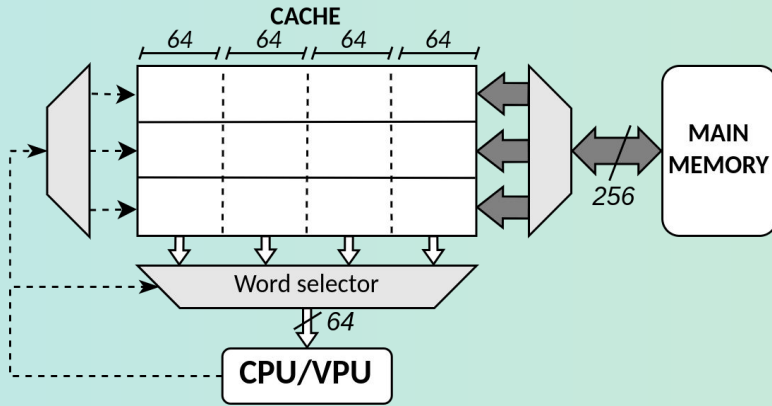 CACHE
64 64 64 64
MAIN
MEMORY
256
Word selector
64
CPU/VPU